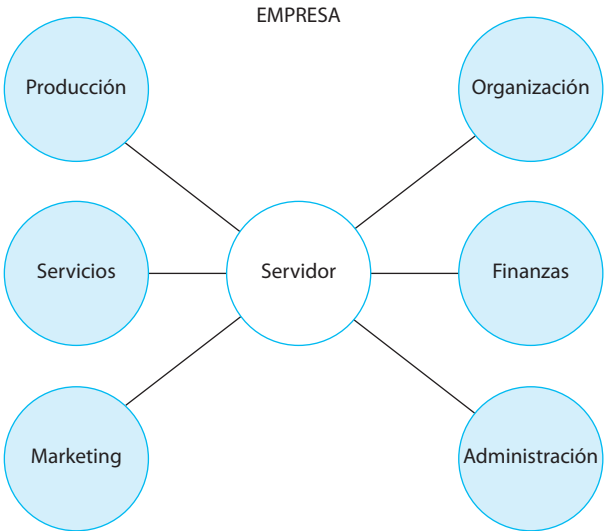 EMPRESA
Producción
Organización
Servicios
Servidor
Finanzas
Marketing
Administración